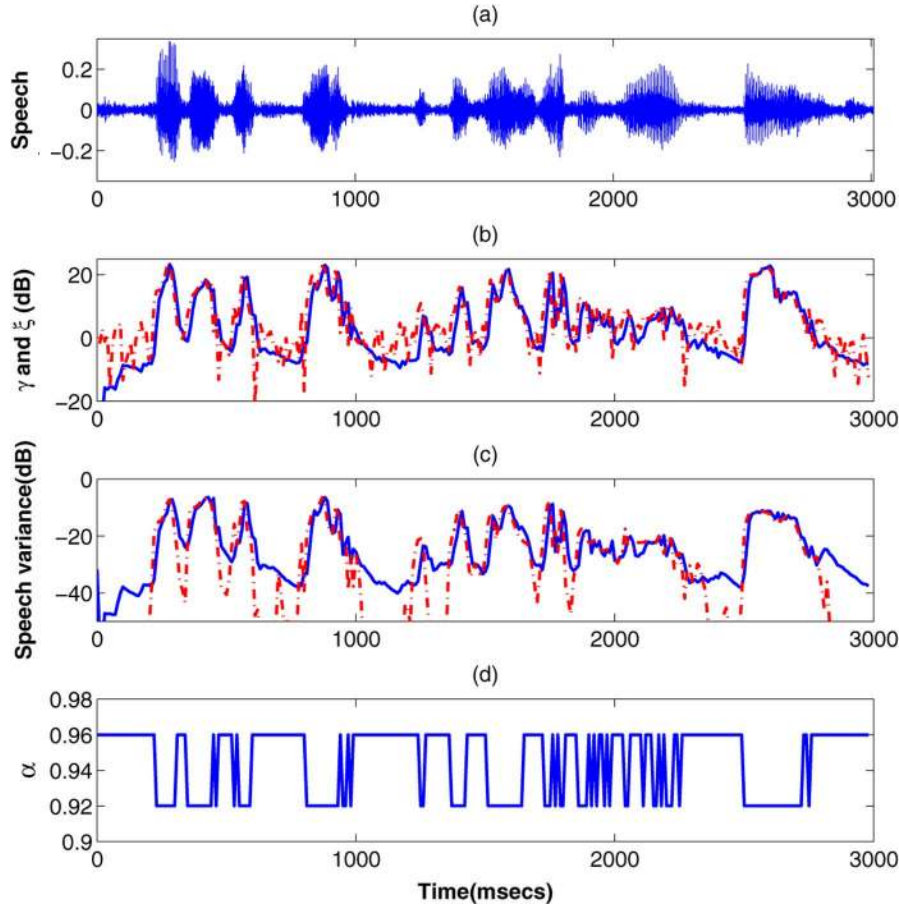 (a)
Speech
0.2
0
−0.2
0 1000 2000 3000
(b)
γ and ξ (dB)
20
0
−20
0 1000 2000 3000
(c)
Speech variance(dB)
0
−20
−40
0 1000 2000 3000
(d)
α
0.98
0.96
0.94
0.92
0.9
0 1000 2000 3000
Time(msecs)